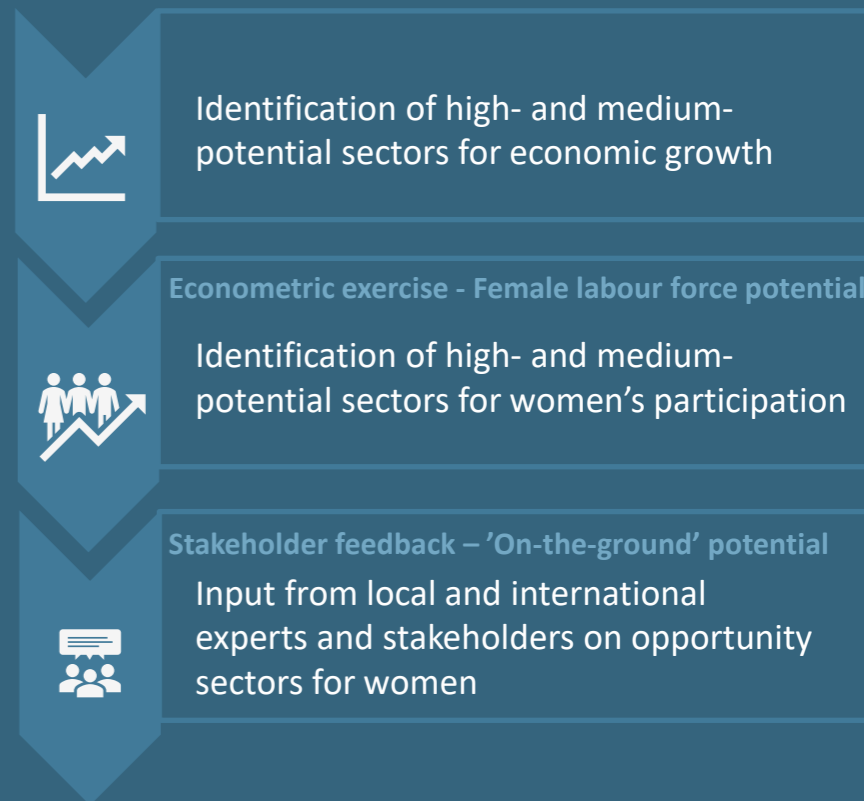 Identification of high- and medium-
potential sectors for economic growth
Econometric exercise - Female labour force potential
Identification of high- and medium-
potential sectors for women’s participation
Stakeholder feedback – ’On-the-ground’ potential
Input from local and international
experts and stakeholders on opportunity
sectors for women